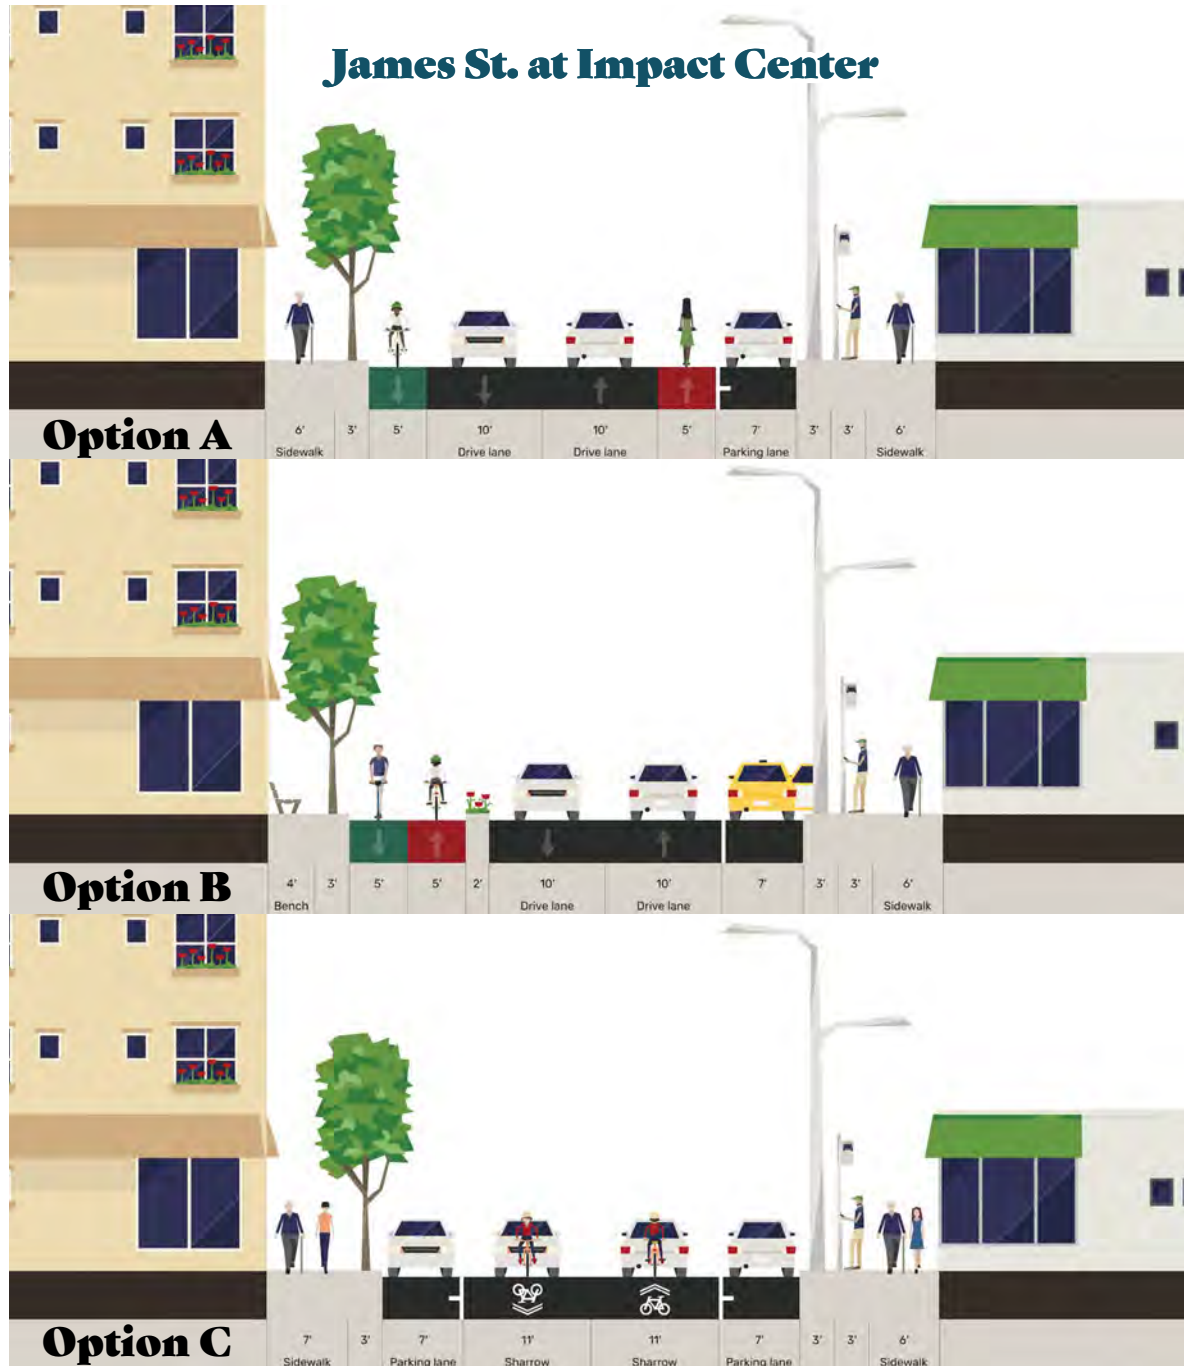 James St. at Impact Center
Option A
6' 3' 5' 10' 10' 5' 7' 3' 3' 6'
Sidewalk Drive lane Drive lane Parking lane Sidewalk
Option B
4' 3' 5' 5' 2' 10' 10' 7' 3' 3' 6'
Bench Drive lane Drive lane Sidewalk
Option C
7' 3' 7' 11' 11' 7' 3' 3' 6'
Sidewalk Parking lane Sharrow Sharrow Parking lane Sidewalk